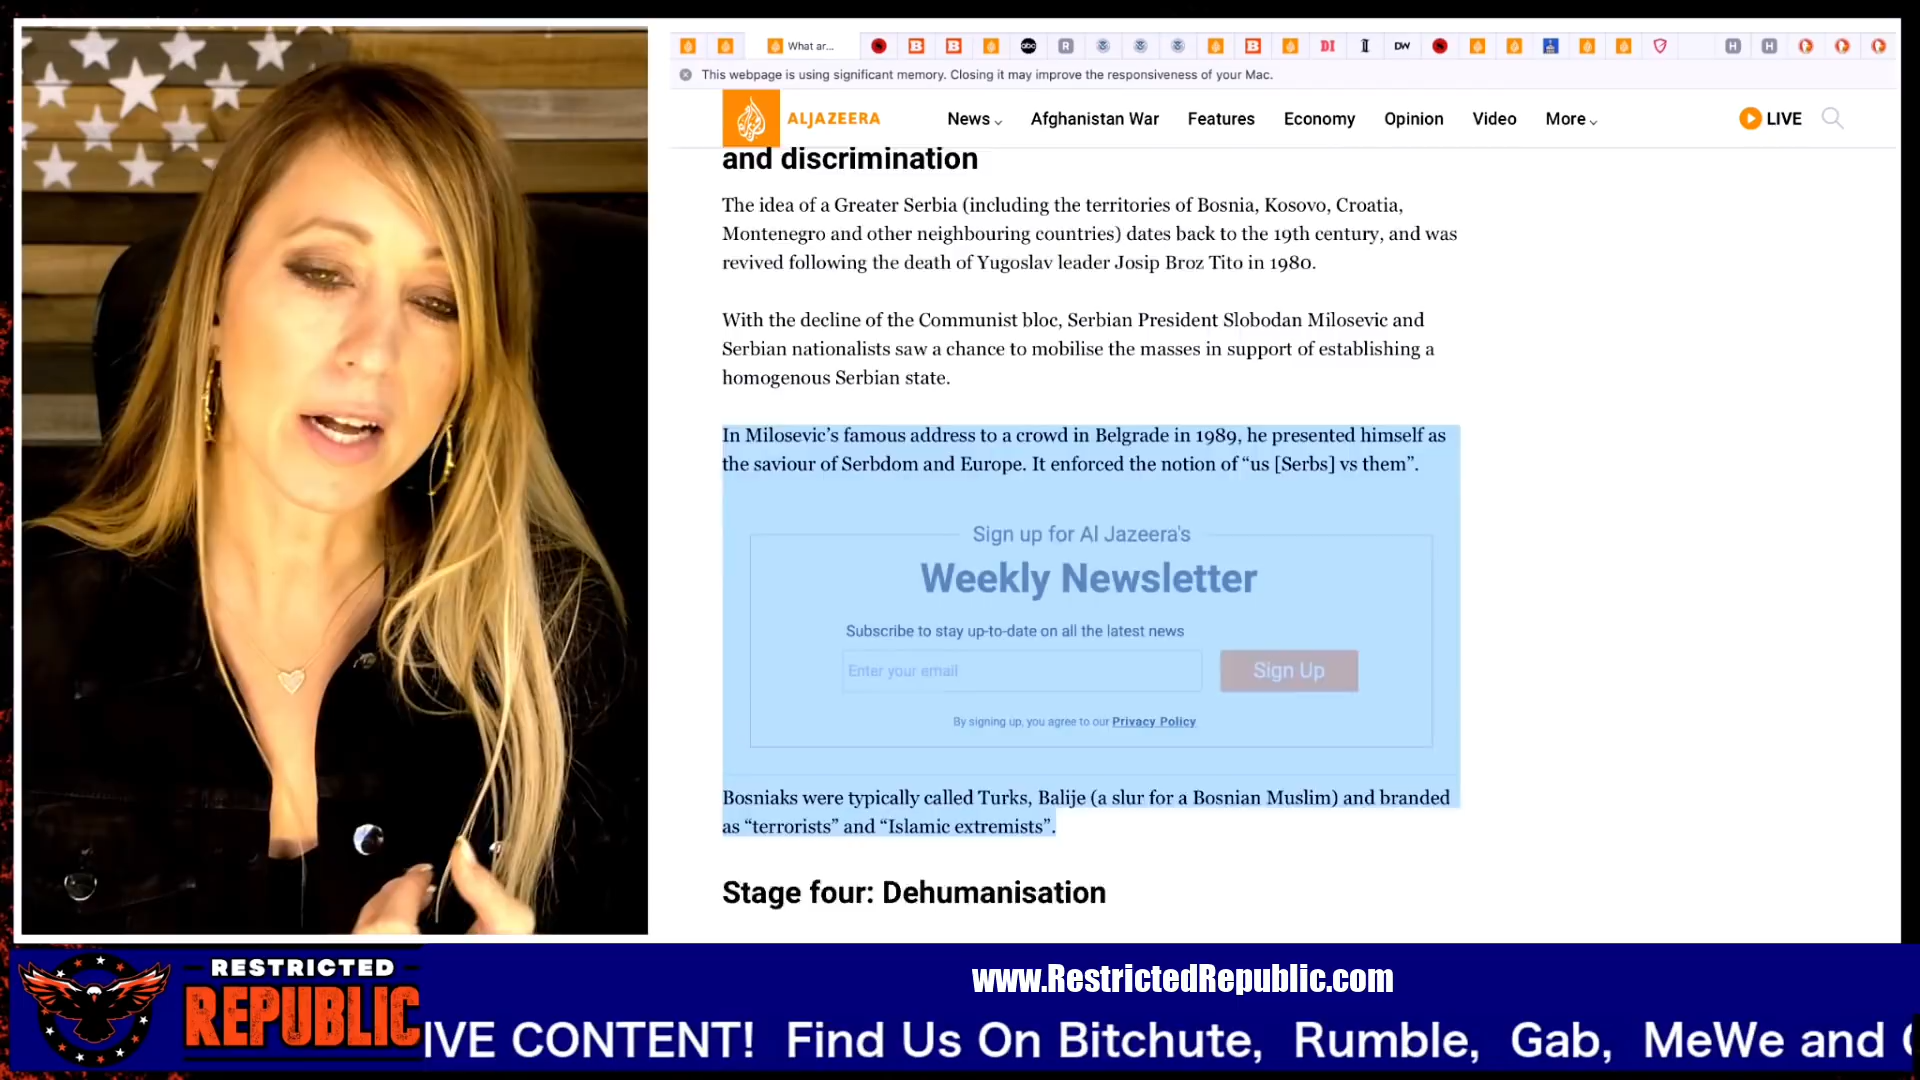 What ar...
B
B
abc
R
B
DI
I
DW
H
H
This webpage is using significant memory. Closing it may improve the responsiveness of your Mac.
ALJAZEERA
News
Afghanistan War
Features
Economy
Opinion
Video
More
LIVE
and discrimination
The idea of a Greater Serbia (including the territories of Bosnia, Kosovo, Croatia,
Montenegro and other neighbouring countries) dates back to the 19th century, and was
revived following the death of Yugoslav leader Josip Broz Tito in 1980.
With the decline of the Communist bloc, Serbian President Slobodan Milosevic and
Serbian nationalists saw a chance to mobilise the masses in support of establishing a
homogenous Serbian state.
In Milosevic’s famous address to a crowd in Belgrade in 1989, he presented himself as
the saviour of Serbdom and Europe. It enforced the notion of “us [Serbs] vs them”.
Sign up for Al Jazeera's
Weekly Newsletter
Subscribe to stay up-to-date on all the latest news
Enter your email
Sign Up
By signing up, you agree to our Privacy Policy
Bosniaks were typically called Turks, Balije (a slur for a Bosnian Muslim) and branded
as “terrorists” and “Islamic extremists”.
Stage four: Dehumanisation
RESTRICTED
REPUBLIC
www.RestrictedRepublic.com
IVE CONTENT! Find Us On Bitchute, Rumble, Gab, MeWe and